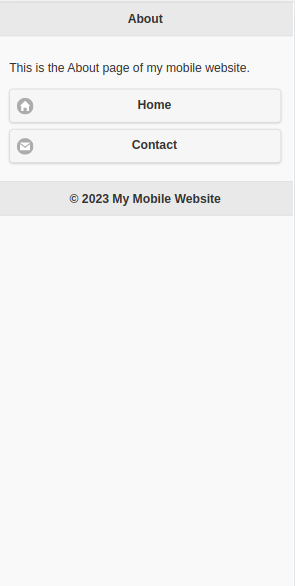 About
This is the About page of my mobile website.
Home
Contact
© 2023 My Mobile Website